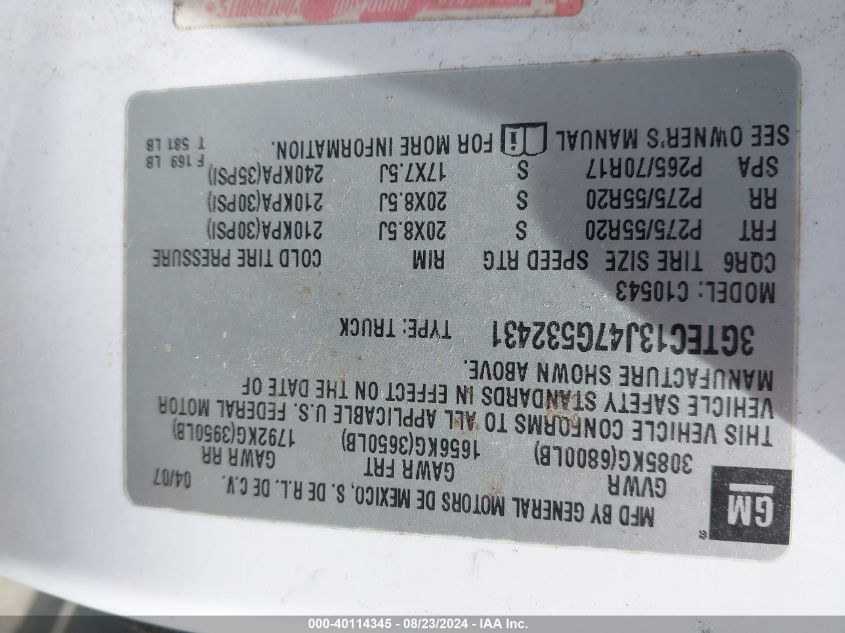 GM
MFD BY GENERAL MOTORS DE MEXICO, S. DE R.L. DE C.V. 04/07
GVWR GAWR FRT GAWR RR
3085KG(6800LB) 1656KG(3650LB) 1792KG(3950LB)
THIS VEHICLE CONFORMS TO ALL APPLICABLE U.S. FEDERAL MOTOR
VEHICLE SAFETY STANDARDS IN EFFECT ON THE DATE OF
MANUFACTURE SHOWN ABOVE.
3GTEC13J47G532431 TYPE: TRUCK
MODEL: C10543
CQR6 TIRE SIZE SPEED RTG RIM COLD TIRE PRESSURE
FRT P275/55R20 S 20X8.5J 210KPA(30PSI)
RR P275/55R20 S 20X8.5J 210KPA(30PSI)
SPA P265/70R17 S 17X7.5J 240KPA(35PSI)
SEE OWNER'S MANUAL FOR MORE INFORMATION.
F 169 LB
T 581 LB
000-40114345 - 08/23/2024 - IAA Inc.